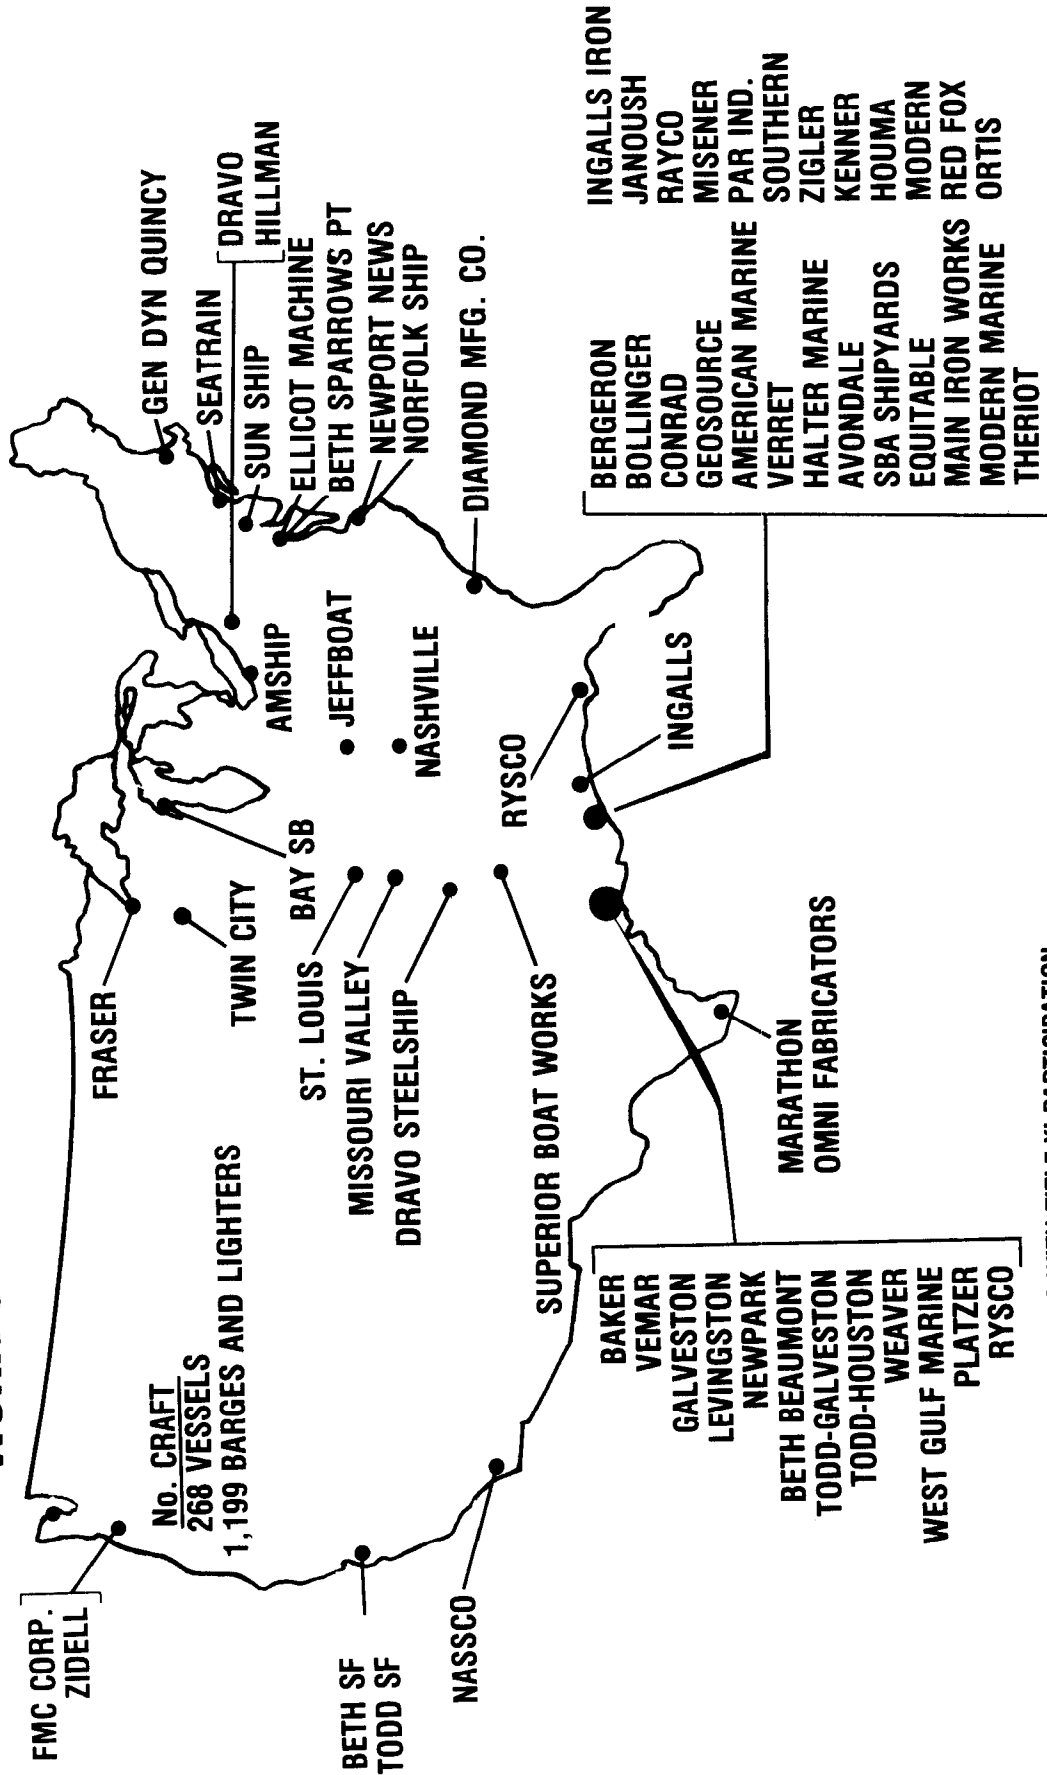 FMC CORP.
ZIDELL
No. CRAFT
268 VESSELS
1,199 BARGES AND LIGHTERS
FRASER
TWIN CITY
BAY SB
AMSHIP
GEN DYN QUINCY
SEATRAIN
DRAVO
HILLMAN
SUN SHIP
ELLICOT MACHINE
BETH SPARROWS PT
NEWPORT NEWS
NORFOLK SHIP
DIAMOND MFG. CO.
JEFFBOAT
NASHVILLE
ST. LOUIS
MISSOURI VALLEY
DRAVO STEELSHIP
SUPERIOR BOAT WORKS
RYSCO
INGALLS
BETH SF
TODD SF
NASSCO
BAKER
VEMAR
GALVESTON
LEVINGSTON
NEWPARK
BETH BEAUMONT
TODD-GALVESTON
TODD-HOUSTON
WEAVER
WEST GULF MARINE
PLATZER
RYSCO
MARATHON
OMNI FABRICATORS
BERGERON
BOLLINGER
CONRAD
GEOSOURCE
AMERICAN MARINE
VERRET
HALTER MARINE
AVONDALE
SBA SHIPYARDS
EQUITABLE
MAIN IRON WORKS
MODERN MARINE
THERIOT
INGALLS IRON
JANOUSH
RAYCO
MISENER
PAR IND.
SOUTHERN
ZIGLER
KENNER
HOUMA
MODERN
RED FOX
ORTIS